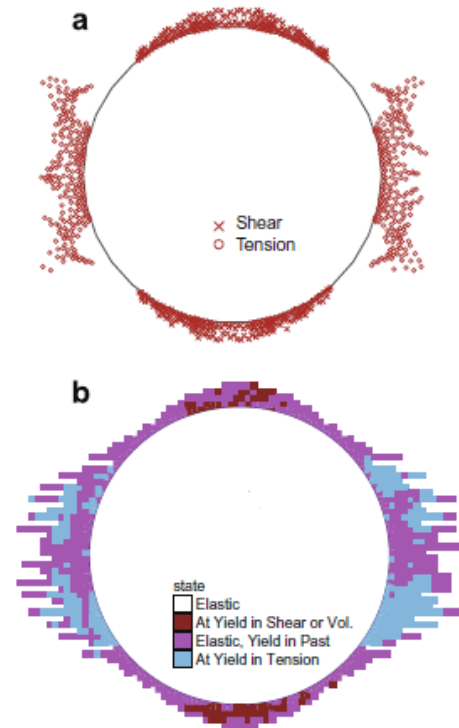 a
× Shear
○ Tension
b
state
Elastic
At Yield in Shear or Vol.
Elastic, Yield in Past
At Yield in Tension